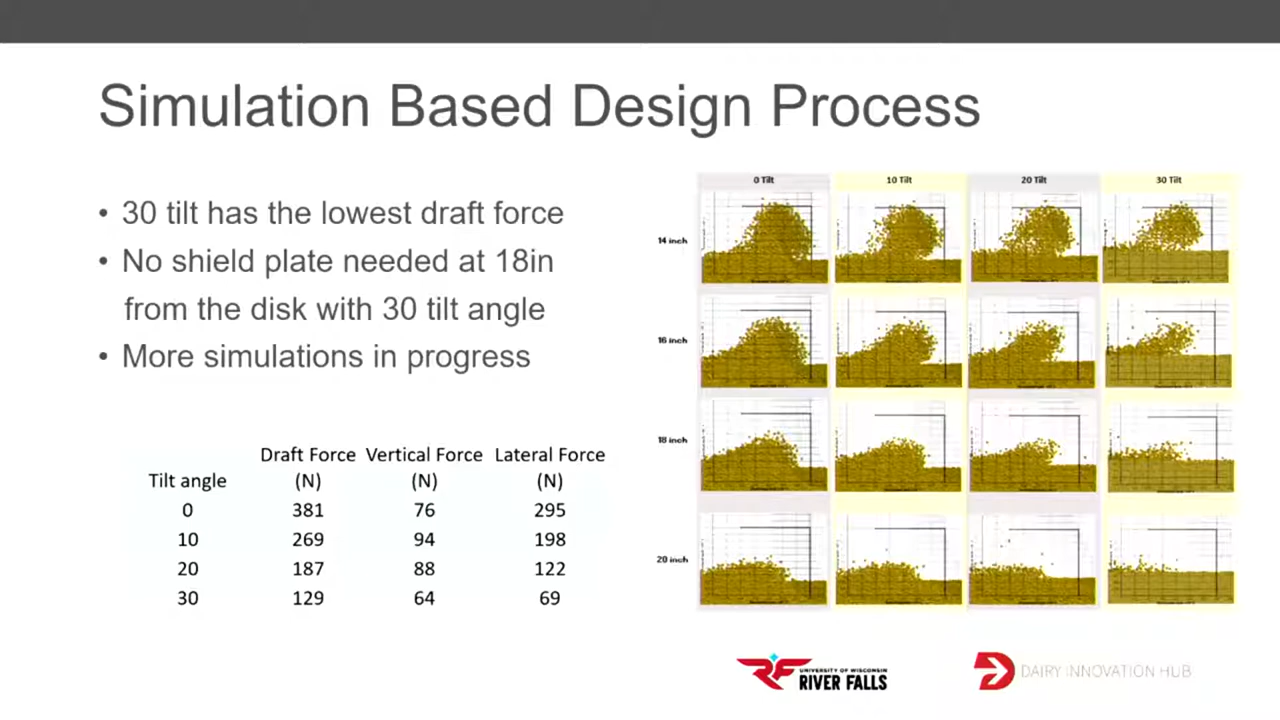 Simulation Based Design Process
• 30 tilt has the lowest draft force
• No shield plate needed at 18in
from the disk with 30 tilt angle
• More simulations in progress
Draft Force Vertical Force Lateral Force
Tilt angle (N) (N) (N)
0 381 76 295
10 269 94 198
20 187 88 122
30 129 64 69
0 Tilt 10 Tilt 20 Tilt 30 Tilt
14 inch
16 inch
18 inch
20 inch
UNIVERSITY OF WISCONSIN
RIVER FALLS
DAIRY INNOVATION HUB